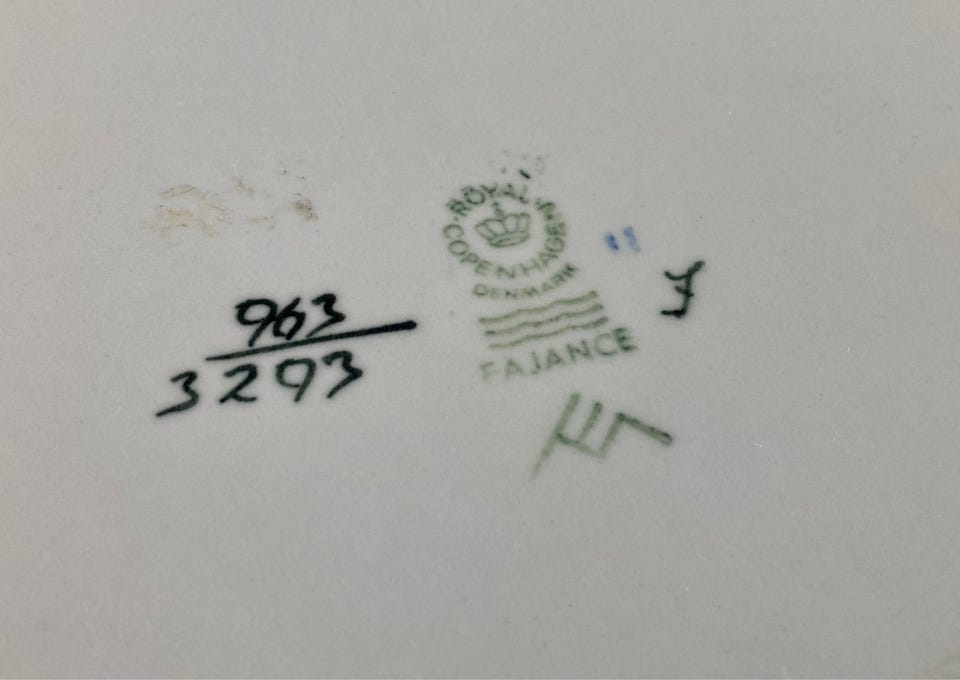 ROYAL COPENHAGEN
DENMARK
FAJANCE
963
3293